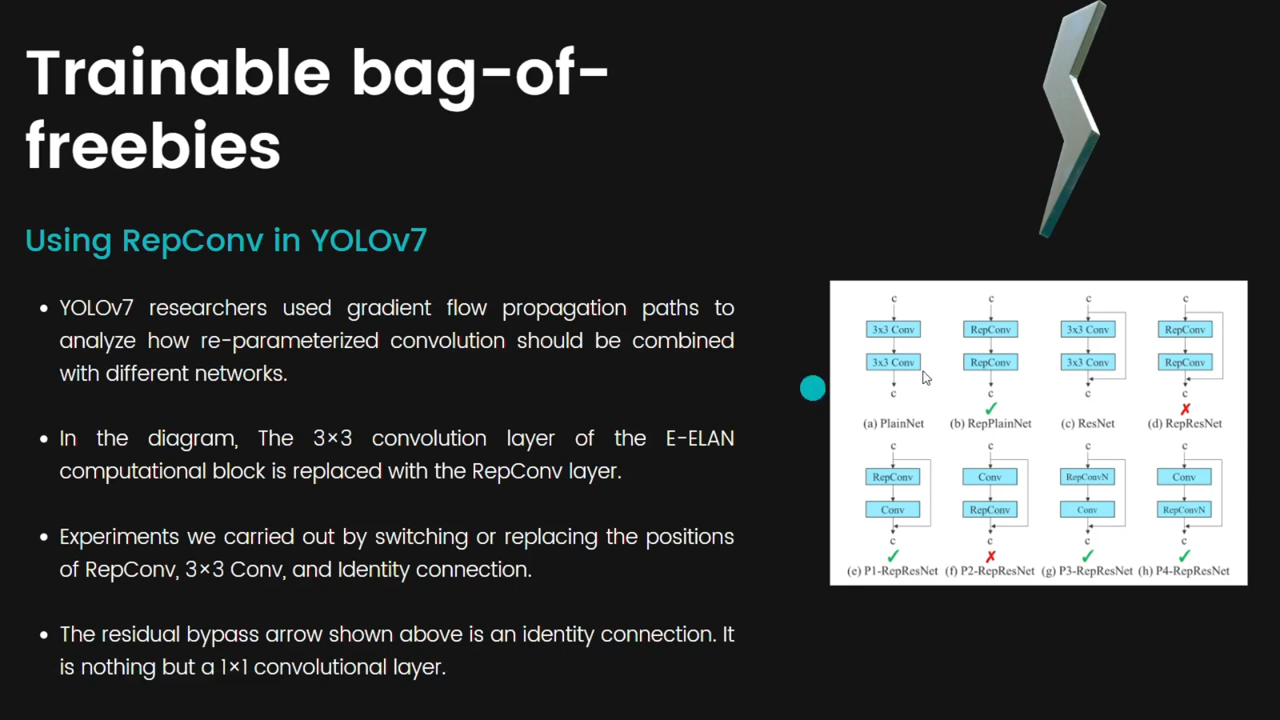 Trainable bag-of-
freebies
Using RepConv in YOLOv7
• YOLOv7 researchers used gradient flow propagation paths to
analyze how re-parameterized convolution should be combined
with different networks.
• In the diagram, The 3×3 convolution layer of the E-ELAN
computational block is replaced with the RepConv layer.
• Experiments we carried out by switching or replacing the positions
of RepConv, 3×3 Conv, and Identity connection.
• The residual bypass arrow shown above is an identity connection. It
is nothing but a 1×1 convolutional layer.
c c c c
3x3 Conv RepConv 3x3 Conv RepConv
3x3 Conv RepConv 3x3 Conv RepConv
c c c c
✓ ✗
(a) PlainNet (b) RepPlainNet (c) ResNet (d) RepResNet
c c c c
RepConv Conv RepConvN Conv
Conv RepConv Conv RepConvN
c c c c
✓ ✗ ✓ ✓
(e) P1-RepResNet (f) P2-RepResNet (g) P3-RepResNet (h) P4-RepResNet